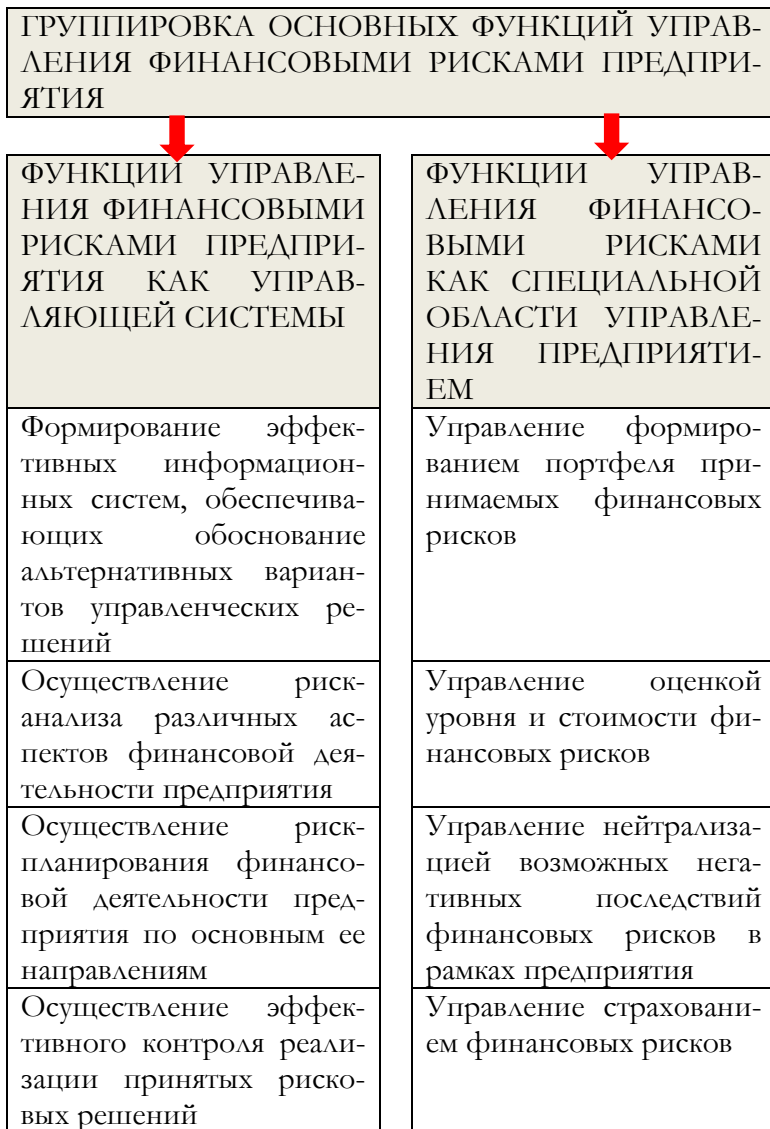 ГРУППИРОВКА ОСНОВНЫХ ФУНКЦИЙ УПРАВ-
ЛЕНИЯ ФИНАНСОВЫМИ РИСКАМИ ПРЕДПРИ-
ЯТИЯ
ФУНКЦИИ УПРАВЛЕ-
НИЯ ФИНАНСОВЫМИ
РИСКАМИ ПРЕДПРИ-
ЯТИЯ КАК УПРАВ-
ЛЯЮЩЕЙ СИСТЕМЫ
ФУНКЦИИ УПРАВ-
ЛЕНИЯ ФИНАНСО-
ВЫМИ РИСКАМИ
КАК СПЕЦИАЛЬНОЙ
ОБЛАСТИ УПРАВЛЕ-
НИЯ ПРЕДПРИЯТИ-
ЕМ
Формирование эффек-
тивных информацион-
ных систем, обеспечива-
ющих обоснование
альтернативных вариан-
тов управленческих ре-
шений
Управление формиро-
ванием портфеля при-
нимаемых финансовых
рисков
Осуществление риск-
анализа различных ас-
пектов финансовой дея-
тельности предприятия
Управление оценкой
уровня и стоимости фи-
нансовых рисков
Осуществление риск-
планирования финансо-
вой деятельности пред-
приятия по основным ее
направлениям
Управление нейтрализа-
цией возможных нега-
тивных последствий
финансовых рисков в
рамках предприятия
Осуществление эффек-
тивного контроля реали-
зации принятых риско-
вых решений
Управление страховани-
ем финансовых рисков